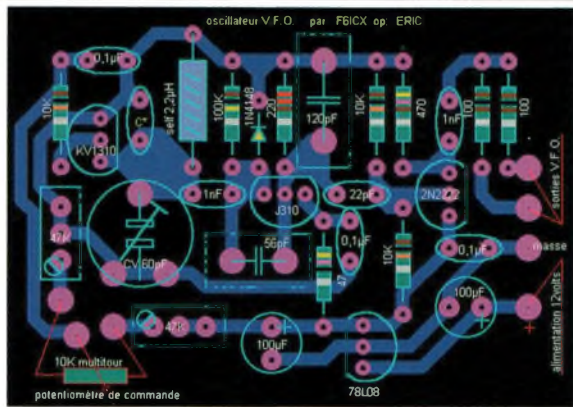 oscillateur V.F.O. par F6ICX op: ERIC
0,1µF
10K
KV1310
C*
self 2,2µH
100K
1N4148
220
120pF
10K
470
1nF
100
100
47K
CV 60pF
1nF
J310
22pF
2N2222
sorties V.F.O.
56pF
0,1µF
47
10K
0,1µF
masse
47K
100µF
100µF
78L08
alimentation 12volts
+
10K multitour
potentiomètre de commande